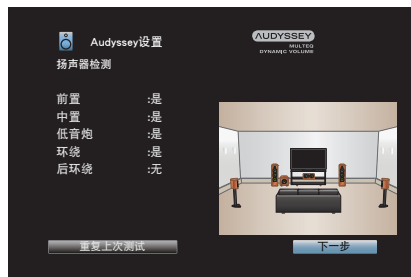 Audyssey设置
AUDYSSEY
MULTEQ
DYNAMIC VOLUME
扬声器检测
前置 :是
中置 :是
低音炮 :是
环绕 :是
后环绕 :无
重复上次测试
下一步